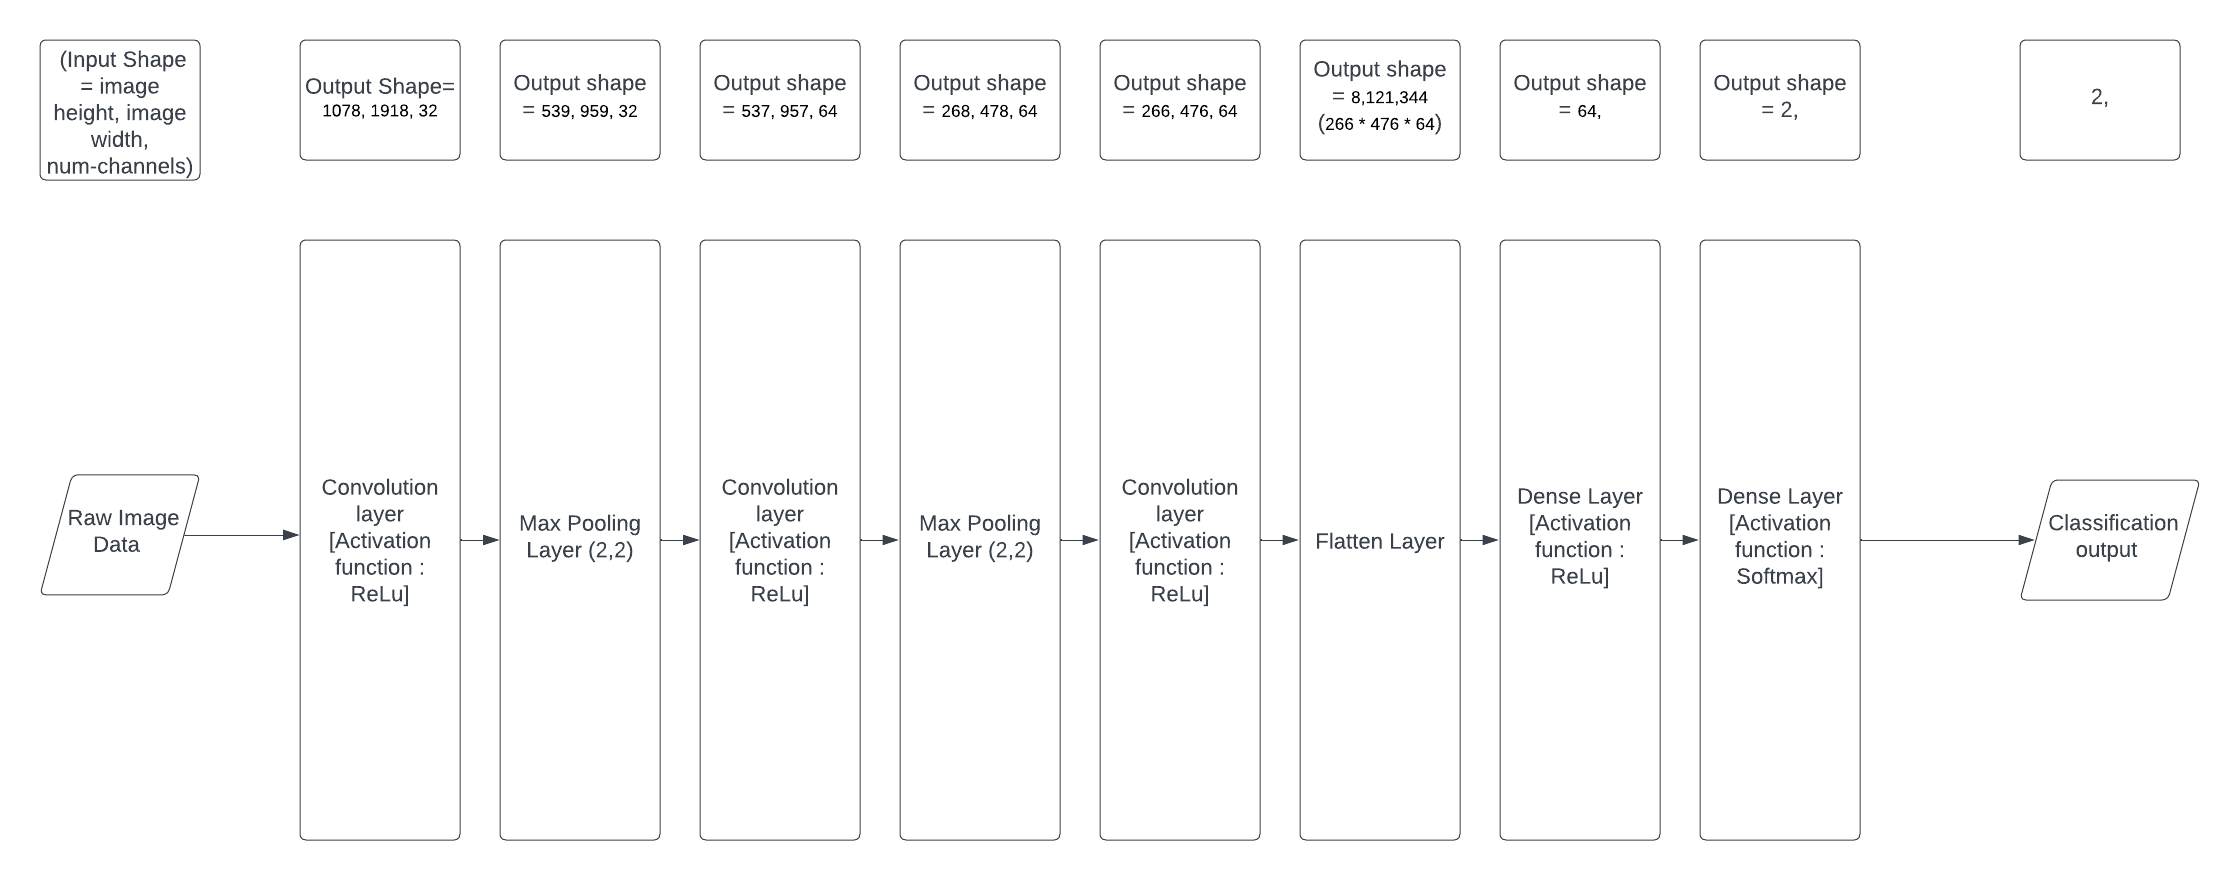 (Input Shape
= image
height, image
width,
num-channels)
Output Shape=
1078, 1918, 32
Output shape
= 539, 959, 32
Output shape
= 537, 957, 64
Output shape
= 268, 478, 64
Output shape
= 266, 476, 64
Output shape
= 8,121,344
(266 * 476 * 64)
Output shape
= 64,
Output shape
= 2,
2,
Raw Image
Data
Convolution
layer
[Activation
function :
ReLu]
Max Pooling
Layer (2,2)
Convolution
layer
[Activation
function :
ReLu]
Max Pooling
Layer (2,2)
Convolution
layer
[Activation
function :
ReLu]
Flatten Layer
Dense Layer
[Activation
function :
ReLu]
Dense Layer
[Activation
function :
Softmax]
Classification
output